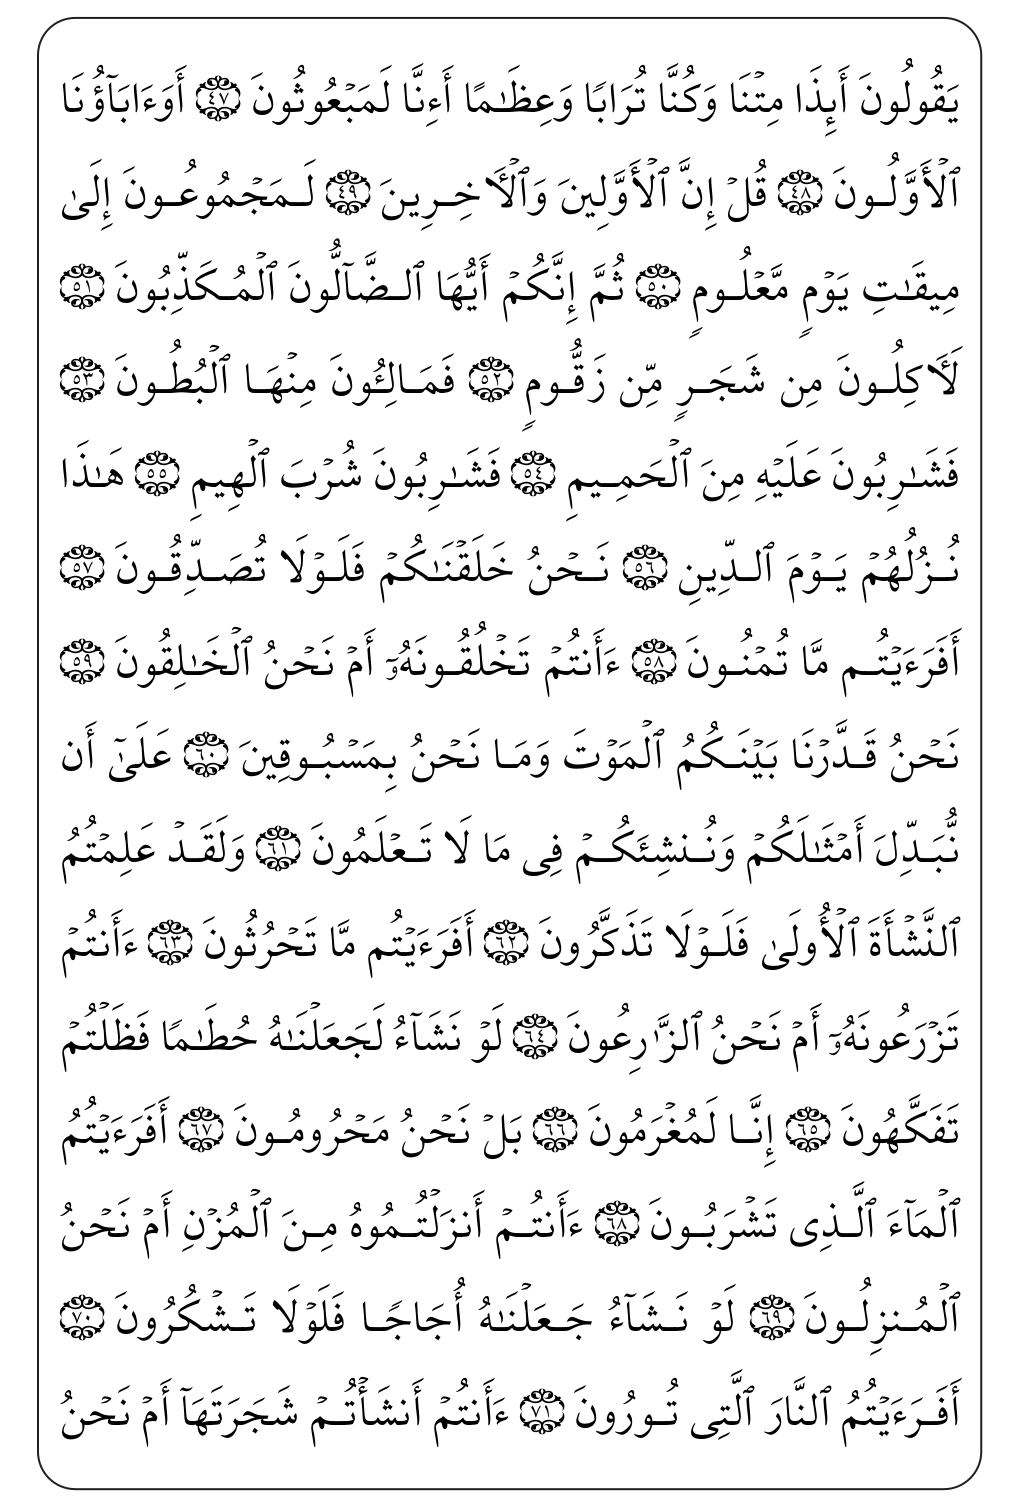 يَقُولُونَ أَئِذَا مِتۡنَا وَكُنَّا تُرَابٗا وَعِظَٰمًا أَءِنَّا لَمَبۡعُوثُونَ ٤٧ أَوَءَابَآؤُنَا
ٱلۡأَوَّلُونَ ٤٨ قُلۡ إِنَّ ٱلۡأَوَّلِينَ وَٱلۡأٓخِرِينَ ٤٩ لَمَجۡمُوعُونَ إِلَىٰ
مِيقَٰتِ يَوۡمٖ مَّعۡلُومٖ ٥٠ ثُمَّ إِنَّكُمۡ أَيُّهَا ٱلضَّآلُّونَ ٱلۡمُكَذِّبُونَ ٥١
لَأٓكِلُونَ مِن شَجَرٖ مِّن زَقُّومٖ ٥٢ فَمَالِـُٔونَ مِنۡهَا ٱلۡبُطُونَ ٥٣
فَشَٰرِبُونَ عَلَيۡهِ مِنَ ٱلۡحَمِيمِ ٥٤ فَشَٰرِبُونَ شُرۡبَ ٱلۡهِيمِ ٥٥ هَٰذَا
نُزُلُهُمۡ يَوۡمَ ٱلدِّينِ ٥٦ نَحۡنُ خَلَقۡنَٰكُمۡ فَلَوۡلَا تُصَدِّقُونَ ٥٧
أَفَرَءَيۡتُم مَّا تُمۡنُونَ ٥٨ ءَأَنتُمۡ تَخۡلُقُونَهُۥٓ أَمۡ نَحۡنُ ٱلۡخَٰلِقُونَ ٥٩
نَحۡنُ قَدَّرۡنَا بَيۡنَكُمُ ٱلۡمَوۡتَ وَمَا نَحۡنُ بِمَسۡبُوقِينَ ٦٠ عَلَىٰٓ أَن
نُّبَدِّلَ أَمۡثَٰلَكُمۡ وَنُنشِئَكُمۡ فِي مَا لَا تَعۡلَمُونَ ٦١ وَلَقَدۡ عَلِمۡتُمُ
ٱلنَّشۡأَةَ ٱلۡأُولَىٰ فَلَوۡلَا تَذَكَّرُونَ ٦٢ أَفَرَءَيۡتُم مَّا تَحۡرُثُونَ ٦٣ ءَأَنتُمۡ
تَزۡرَعُونَهُۥٓ أَمۡ نَحۡنُ ٱلزَّٰرِعُونَ ٦٤ لَوۡ نَشَآءُ لَجَعَلۡنَٰهُ حُطَٰمٗا فَظَلۡتُمۡ
تَفَكَّهُونَ ٦٥ إِنَّا لَمُغۡرَمُونَ ٦٦ بَلۡ نَحۡنُ مَحۡرُومُونَ ٦٧ أَفَرَءَيۡتُمُ
ٱلۡمَآءَ ٱلَّذِي تَشۡرَبُونَ ٦٨ ءَأَنتُمۡ أَنزَلۡتُمُوهُ مِنَ ٱلۡمُزۡنِ أَمۡ نَحۡنُ
ٱلۡمُنزِلُونَ ٦٩ لَوۡ نَشَآءُ جَعَلۡنَٰهُ أُجَاجٗا فَلَوۡلَا تَشۡكُرُونَ ٧٠
أَفَرَءَيۡتُمُ ٱلنَّارَ ٱلَّتِي تُورُونَ ٧١ ءَأَنتُمۡ أَنشَأۡتُمۡ شَجَرَتَهَآ أَمۡ نَحۡنُ